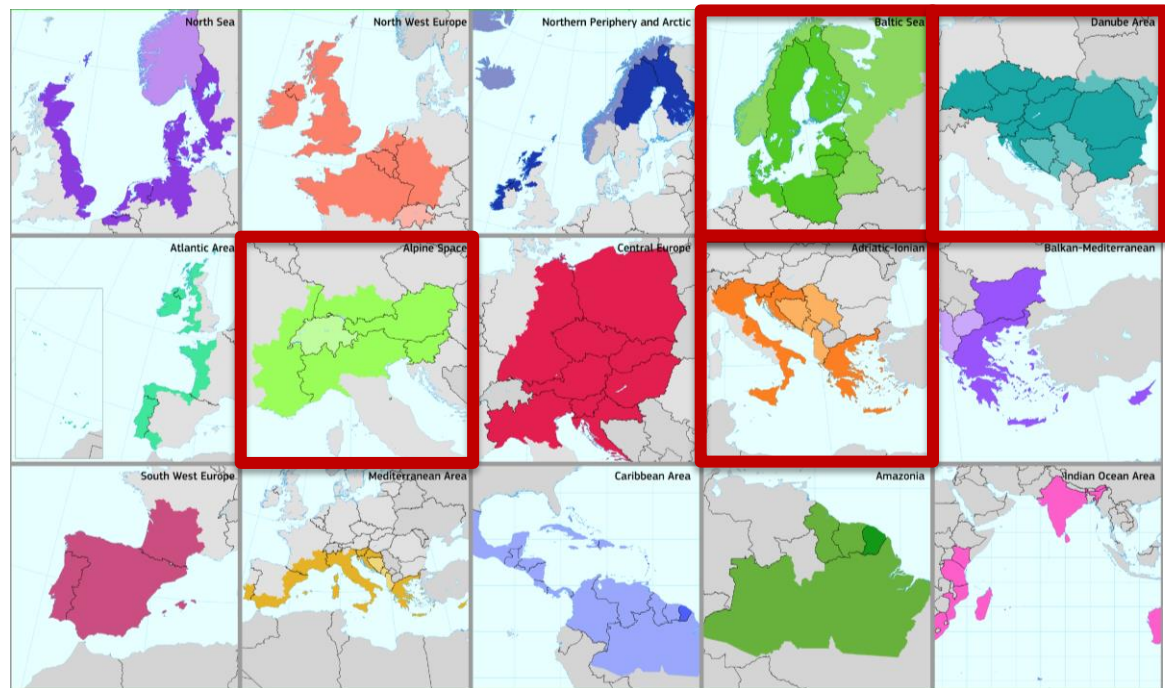 North Sea
North West Europe
Northern Periphery and Arctic
Baltic Sea
Danube Area
Atlantic Area
Alpine Space
Central Europe
Adriatic-Ionian
Balkan-Mediterranean
South West Europe
Mediterranean Area
Caribbean Area
Amazonia
Indian Ocean Area